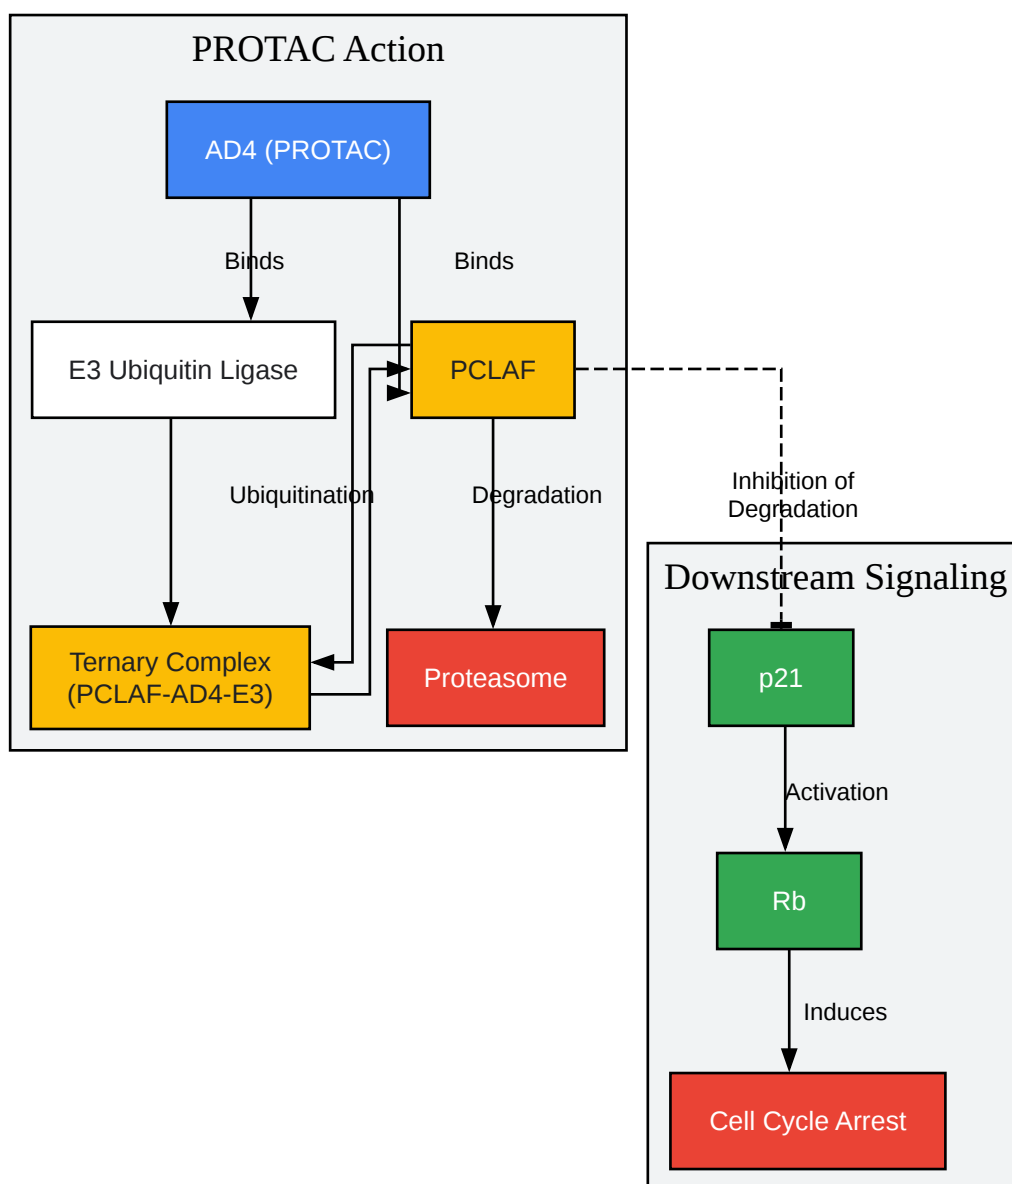 PROTAC Action
AD4 (PROTAC)
Binds
Binds
E3 Ubiquitin Ligase
PCLAF
Ubiquitination
Degradation
Inhibition of
Degradation
Downstream Signaling
Ternary Complex
(PCLAF-AD4-E3)
Proteasome
p21
Activation
Rb
Induces
Cell Cycle Arrest